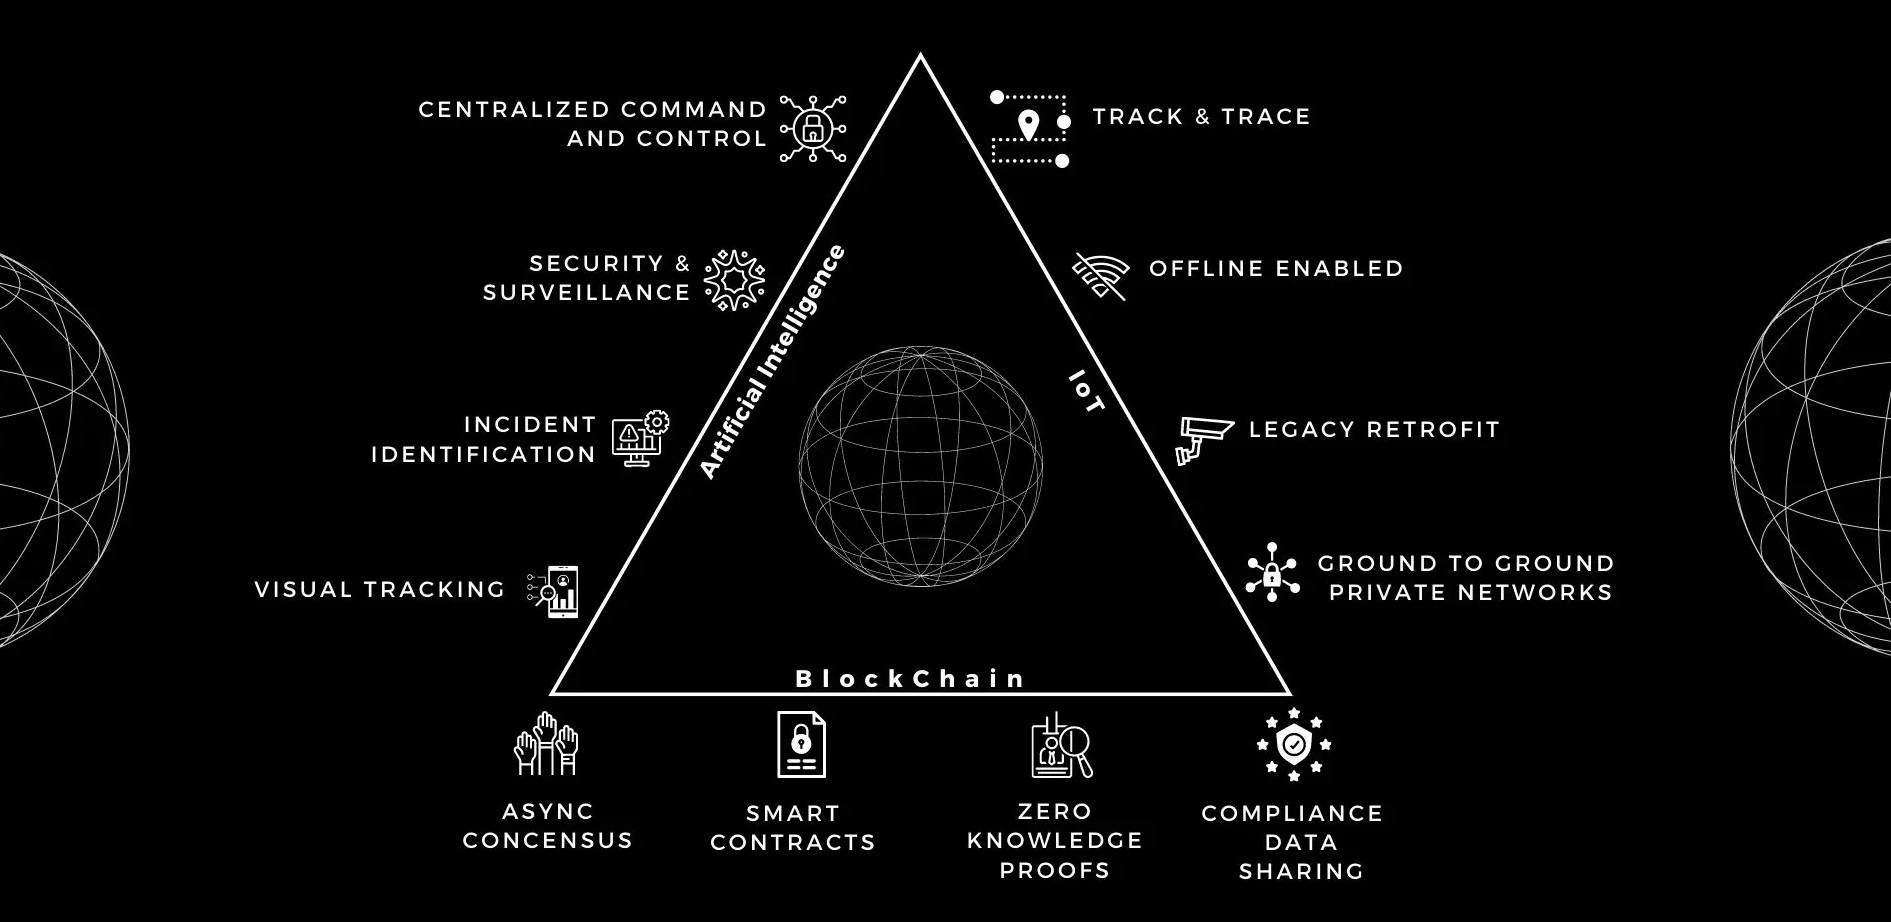 CENTRALIZED COMMAND
AND CONTROL
TRACK & TRACE
SECURITY &
SURVEILLANCE
OFFLINE ENABLED
Artificial Intelligence
IoT
INCIDENT
IDENTIFICATION
LEGACY RETROFIT
VISUAL TRACKING
GROUND TO GROUND
PRIVATE NETWORKS
BlockChain
ASYNC
CONCENSUS
SMART
CONTRACTS
ZERO
KNOWLEDGE
PROOFS
COMPLIANCE
DATA
SHARING